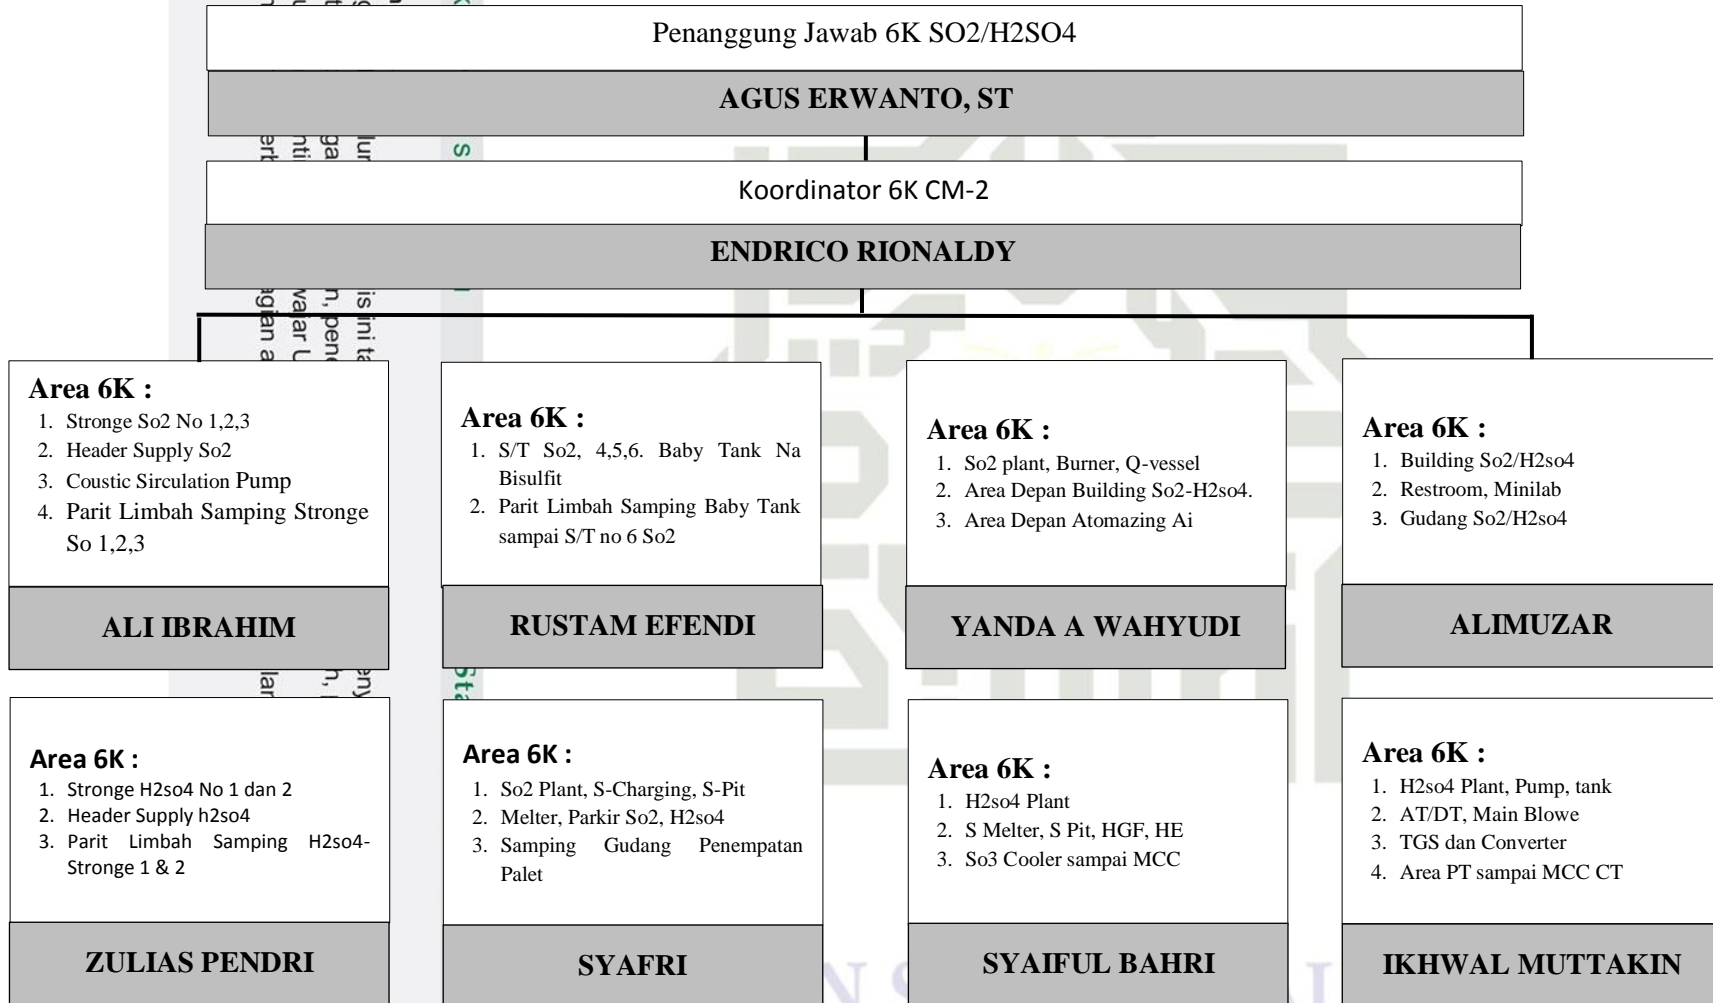 Penanggung Jawab 6K SO2/H2SO4
AGUS ERWANTO, ST
Koordinator 6K CM-2
ENDRICO RIONALDY
Area 6K :
1. Stronge So2 No 1,2,3
2. Header Supply So2
3. Coustic Sirculation Pump
4. Parit Limbah Samping Stronge
So 1,2,3
ALI IBRAHIM
Area 6K :
1. S/T So2, 4,5,6. Baby Tank Na
Bisulfit
2. Parit Limbah Samping Baby Tank
sampai S/T no 6 So2
RUSTAM EFENDI
Area 6K :
1. So2 plant, Burner, Q-vessel
2. Area Depan Building So2-H2so4.
3. Area Depan Atomazing Ai
YANDA A WAHYUDI
Area 6K :
1. Building So2/H2so4
2. Restroom, Minilab
3. Gudang So2/H2so4
ALIMUZAR
Area 6K :
1. Stronge H2so4 No 1 dan 2
2. Header Supply h2so4
3. Parit Limbah Samping H2so4-
Stronge 1 & 2
ZULIAS PENDRI
Area 6K :
1. So2 Plant, S-Charging, S-Pit
2. Melter, Parkir So2, H2so4
3. Samping Gudang Penempatan
Palet
SYAFRI
Area 6K :
1. H2so4 Plant
2. S Melter, S Pit, HGF, HE
3. So3 Cooler sampai MCC
SYAIFUL BAHRI
Area 6K :
1. H2so4 Plant, Pump, tank
2. AT/DT, Main Blowe
3. TGS dan Converter
4. Area PT sampai MCC CT
IKHWAL MUTTAKIN